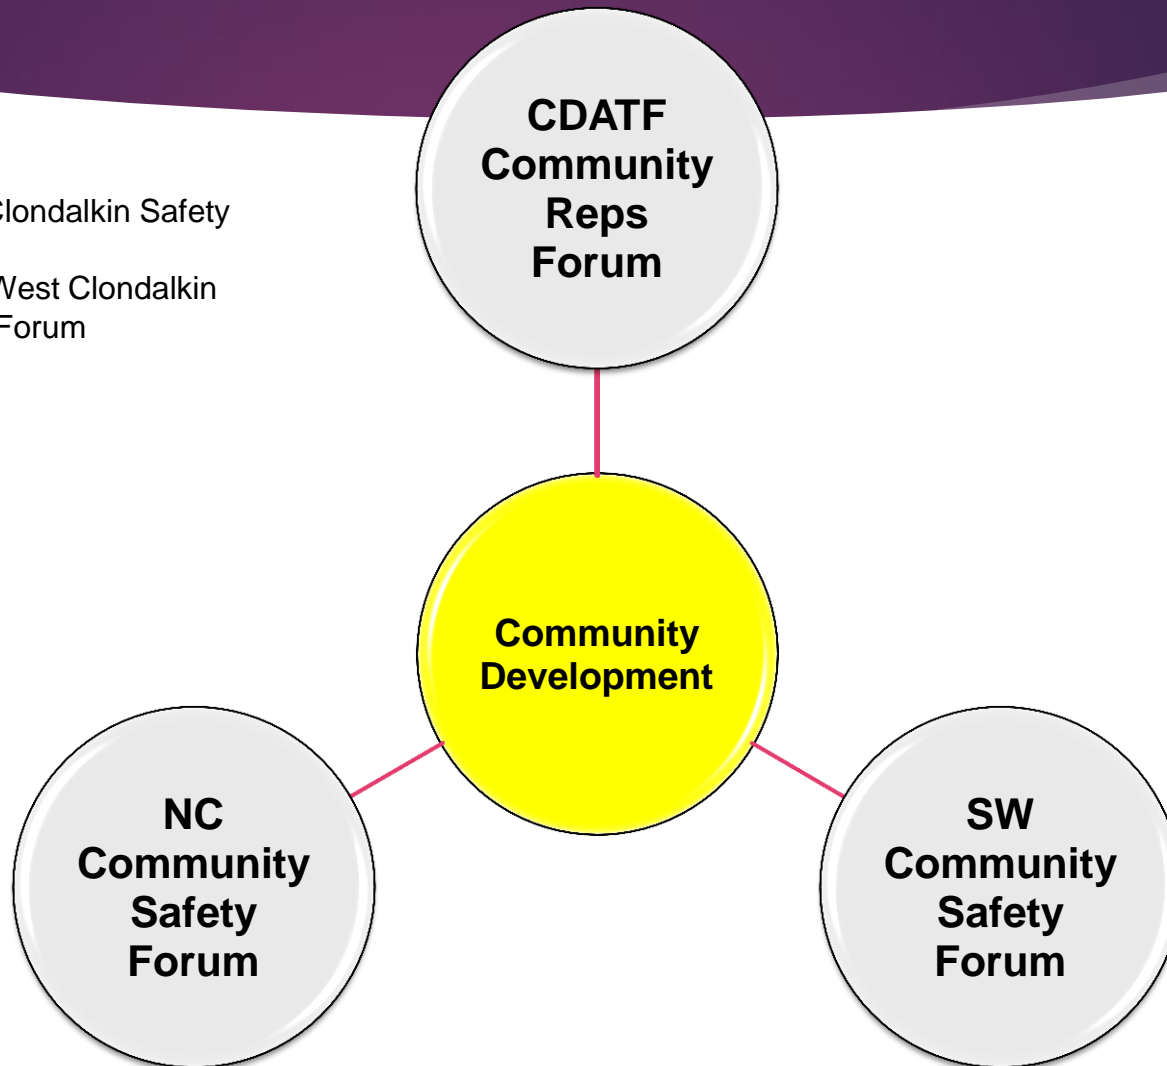 CDATF
Community
Reps
Forum
Clondalkin Safety
West Clondalkin
Forum
Community
Development
NC
Community
Safety
Forum
SW
Community
Safety
Forum